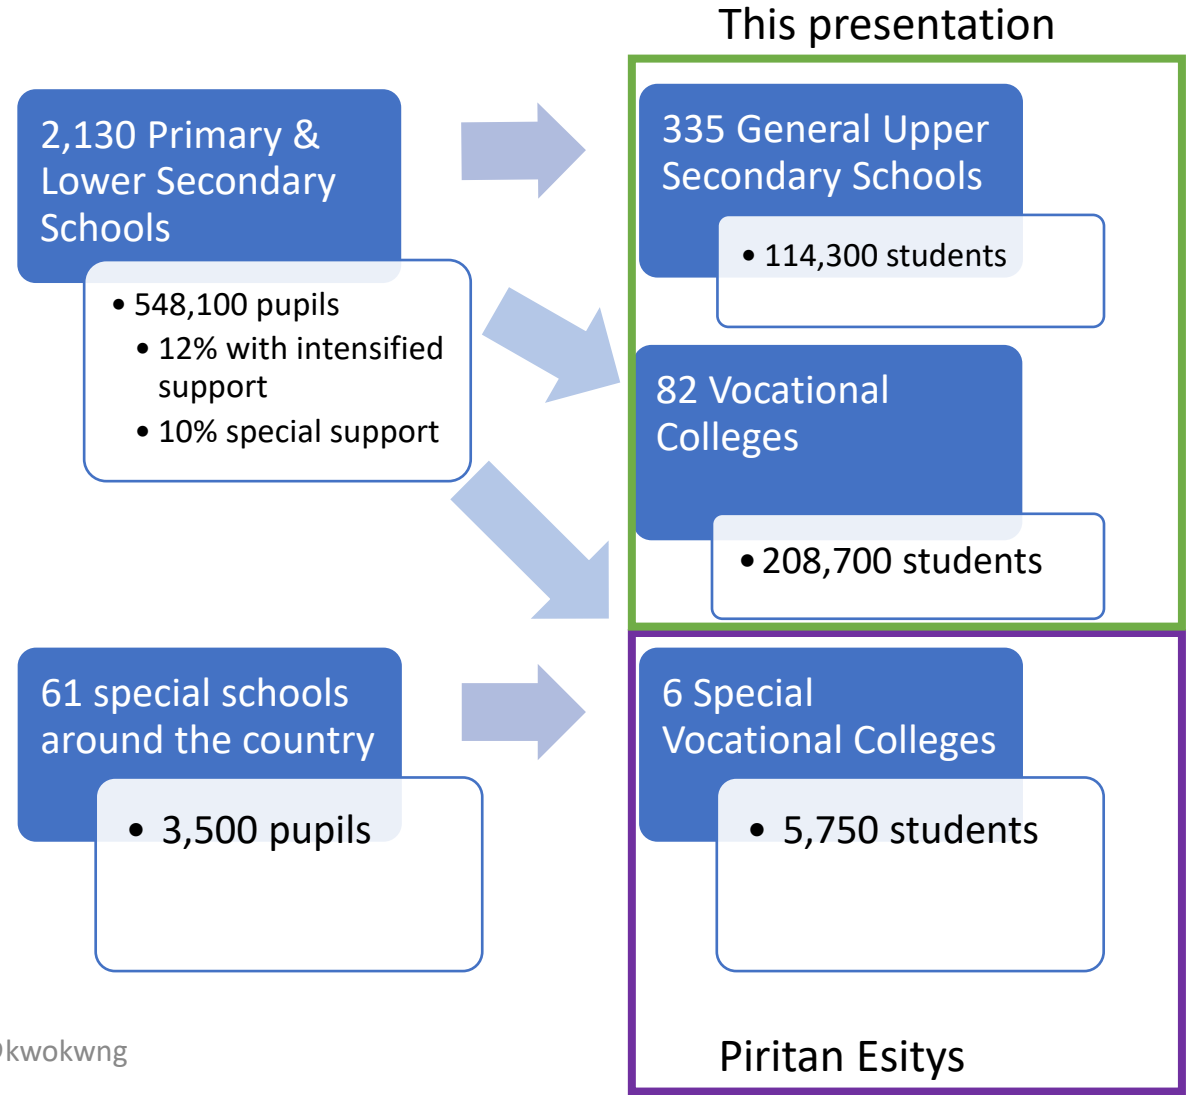 This presentation
2,130 Primary &
Lower Secondary
Schools
• 548,100 pupils
• 12% with intensified
support
• 10% special support
335 General Upper
Secondary Schools
• 114,300 students
82 Vocational
Colleges
• 208,700 students
61 special schools
around the country
• 3,500 pupils
6 Special
Vocational Colleges
• 5,750 students
Piritan Esitys
@kwokwng